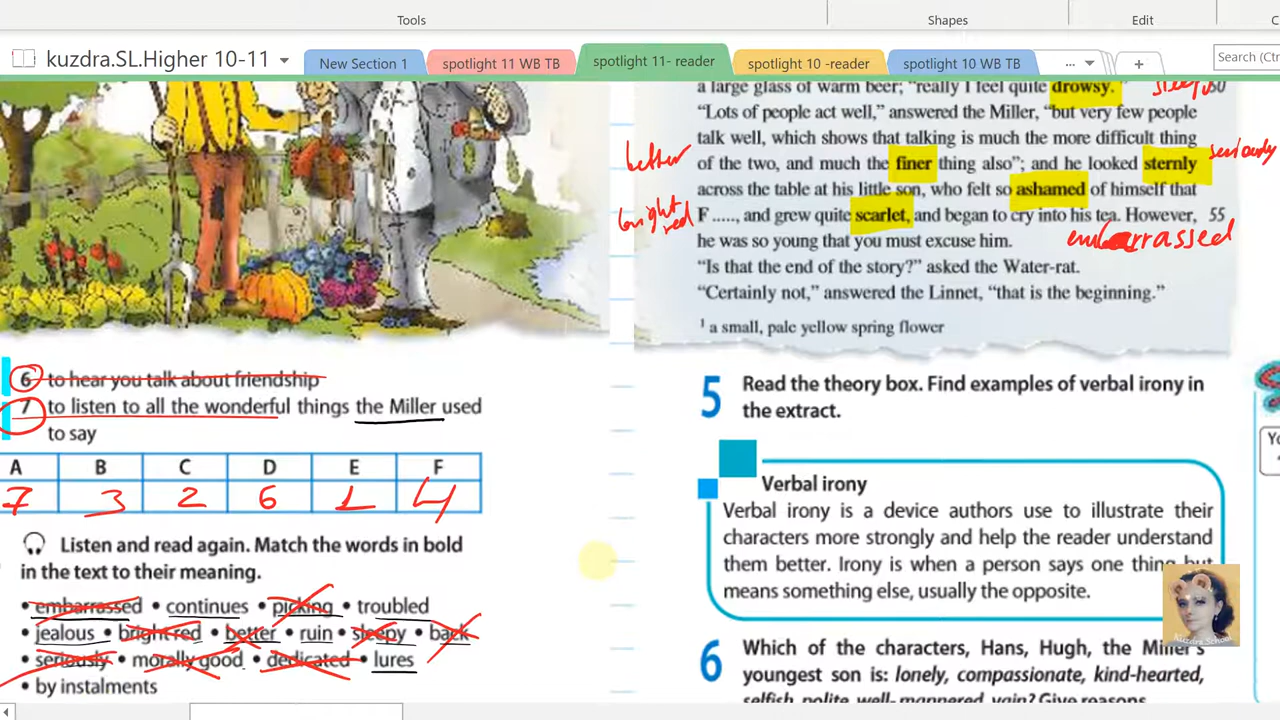 Tools
Shapes
Edit
kuzdra.SL.Higher 10-11
New Section 1
spotlight 11 WB TB
spotlight 11- reader
spotlight 10 -reader
spotlight 10 WB TB
...
+
Search (Ctr
6 to hear you talk about friendship
7 to listen to all the wonderful things the Miller used
to say
A B C D E F
7 3 2 6 1 4
Listen and read again. Match the words in bold
in the text to their meaning.
• embarrassed • continues • picking • troubled
• jealous • bright red • better • ruin • sleepy • back
• seriously • morally good • dedicated • lures
• by instalments
a large glass of warm beer; "really I feel quite drowsy."
"Lots of people act well," answered the Miller, "but very few people
talk well, which shows that talking is much the more difficult thing
better
of the two, and much the finer thing also"; and he looked sternly
seriously
across the table at his little son, who felt so ashamed of himself that
bright red
F ....., and grew quite scarlet, and began to cry into his tea. However, 55
embarrassed
he was so young that you must excuse him.
"Is that the end of the story?" asked the Water-rat.
"Certainly not," answered the Linnet, "that is the beginning."
1 a small, pale yellow spring flower
5 Read the theory box. Find examples of verbal irony in
the extract.
Verbal irony
Verbal irony is a device authors use to illustrate their
characters more strongly and help the reader understand
them better. Irony is when a person says one thing but
means something else, usually the opposite.
6 Which of the characters, Hans, Hugh, the Miller's
youngest son is: lonely, compassionate, kind-hearted,
selfish, polite, well-mannered, vain? Give reasons.
Kuzdra School